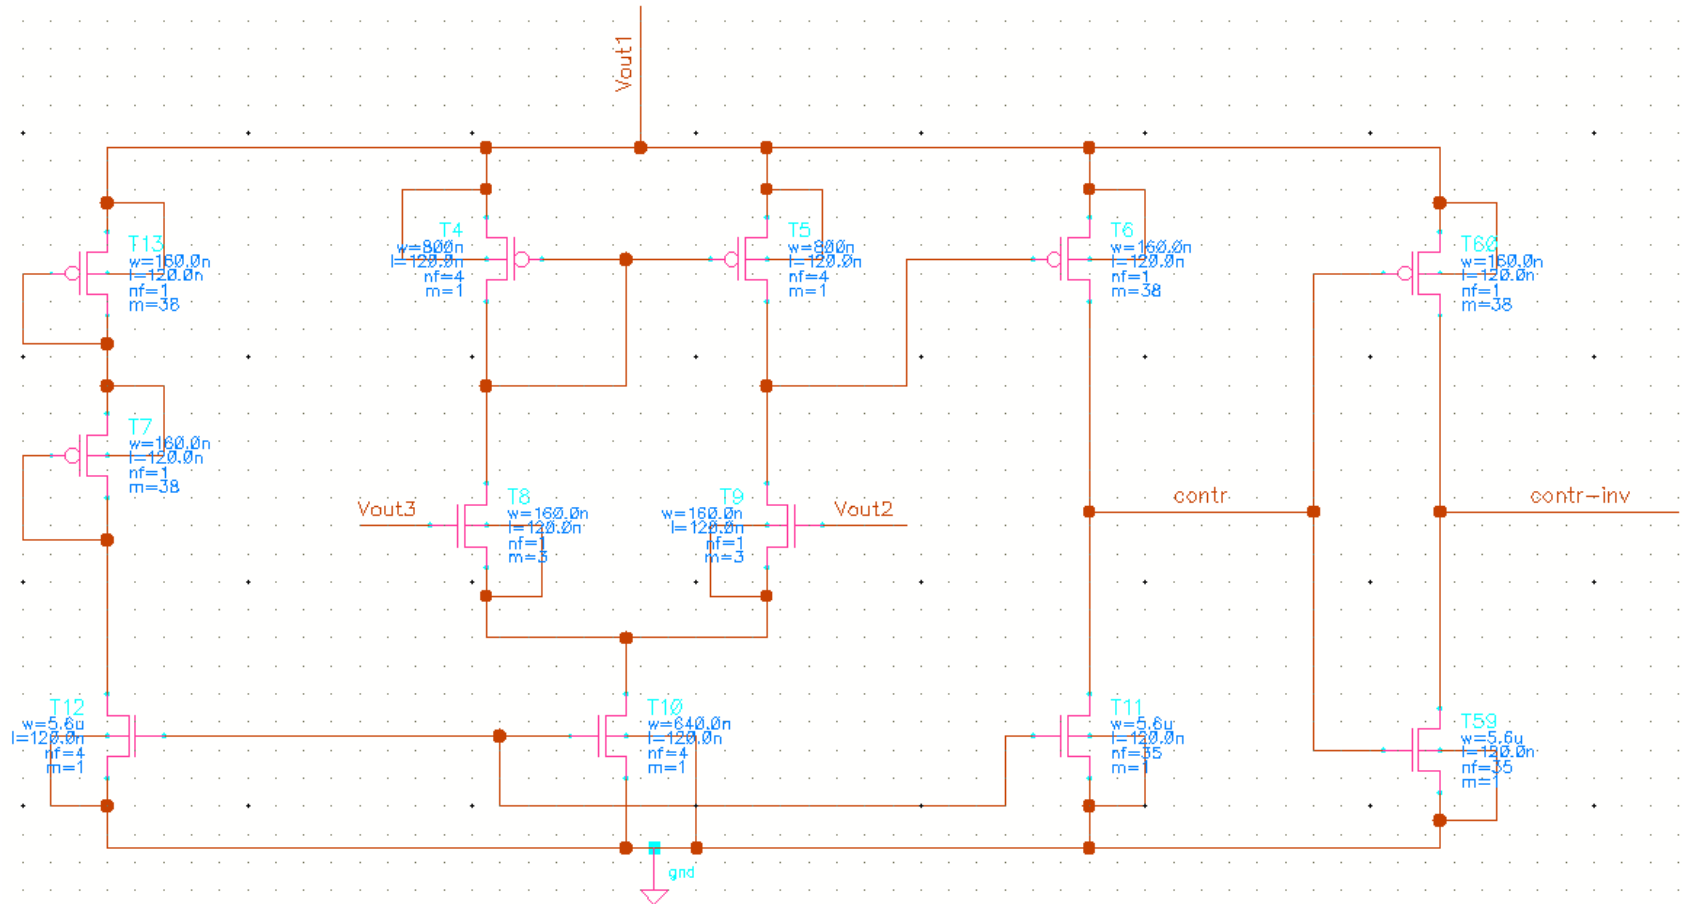 Vout1
T13
w=160.0n
l=120.0n
nf=1
m=38
T4
w=800n
l=120.0n
nf=4
m=1
T5
w=800n
l=120.0n
nf=4
m=1
T6
w=160.0n
l=120.0n
nf=1
m=38
T60
w=160.0n
l=120.0n
nf=1
m=38
T7
w=160.0n
l=120.0n
nf=1
m=38
Vout3
T8
w=160.0n
l=120.0n
nf=1
m=3
T9
w=160.0n
l=120.0n
nf=1
m=3
Vout2
contr
contr-inv
T12
w=5.6u
l=120.0n
nf=4
m=1
T10
w=640.0n
l=120.0n
nf=4
m=1
T11
w=5.6u
l=120.0n
nf=35
m=1
T59
w=5.6u
l=120.0n
nf=35
m=1
gnd